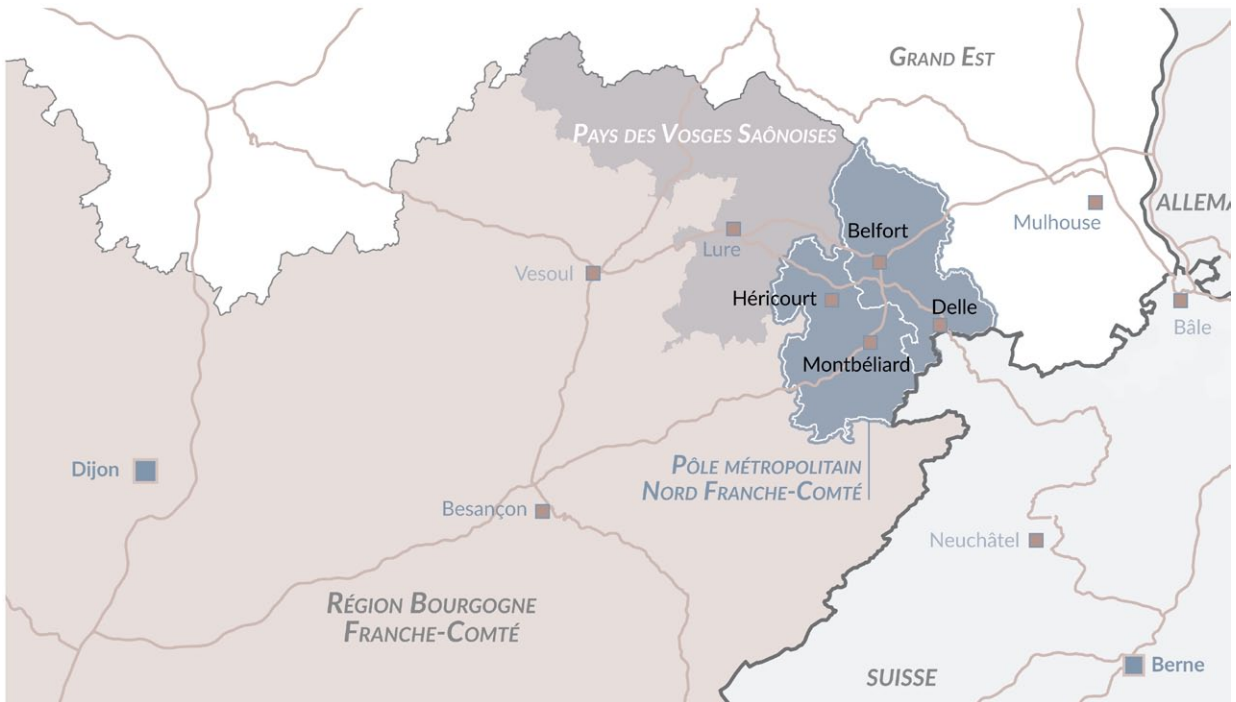 GRAND EST
PAYS DES VOSGES SAÔNOISES
ALLEMA
Mulhouse
Belfort
Lure
Vesoul
Héricourt
Delle
Bâle
Montbéliard
Dijon
PÔLE MÉTROPOLITAIN
NORD FRANCHE-COMTÉ
Besançon
Neuchâtel
RÉGION BOURGOGNE
FRANCHE-COMTÉ
SUISSE
Berne